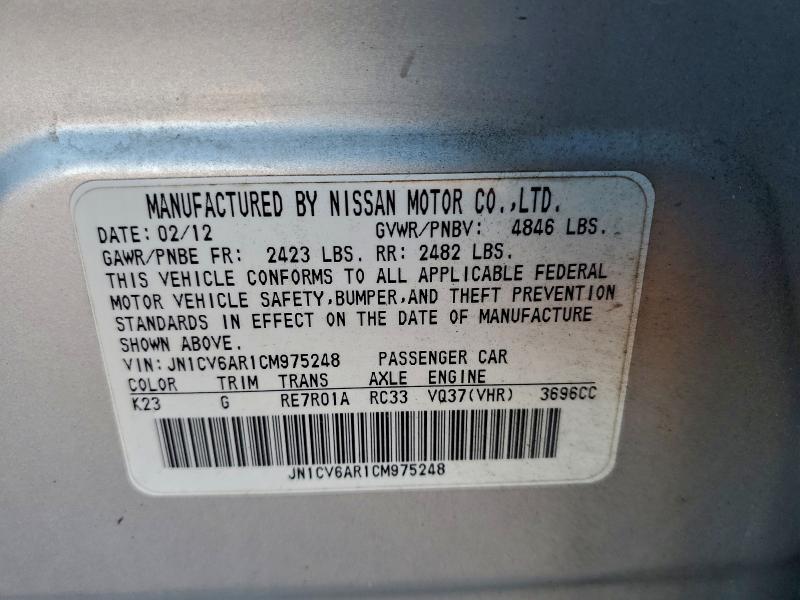 MANUFACTURED BY NISSAN MOTOR CO.,LTD.
DATE: 02/12 GVWR/PNBV: 4846 LBS.
GAWR/PNBE FR: 2423 LBS. RR: 2482 LBS.
THIS VEHICLE CONFORMS TO ALL APPLICABLE FEDERAL
MOTOR VEHICLE SAFETY,BUMPER,AND THEFT PREVENTION
STANDARDS IN EFFECT ON THE DATE OF MANUFACTURE
SHOWN ABOVE.
VIN: JN1CV6AR1CM975248 PASSENGER CAR
COLOR TRIM TRANS AXLE ENGINE
K23 G RE7R01A RC33 VQ37(VHR) 3696CC
JN1CV6AR1CM975248